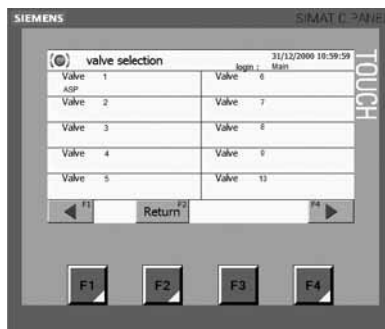 SIEMENS
SIMATIC PANEL
TOUCH
valve selection
31/12/2000 10:59:59
login : Main
Valve 1
ASP
Valve 6
Valve 2
Valve 7
Valve 3
Valve 8
Valve 4
Valve 9
Valve 5
Valve 13
F1
Return F2
F4
F1
F2
F3
F4